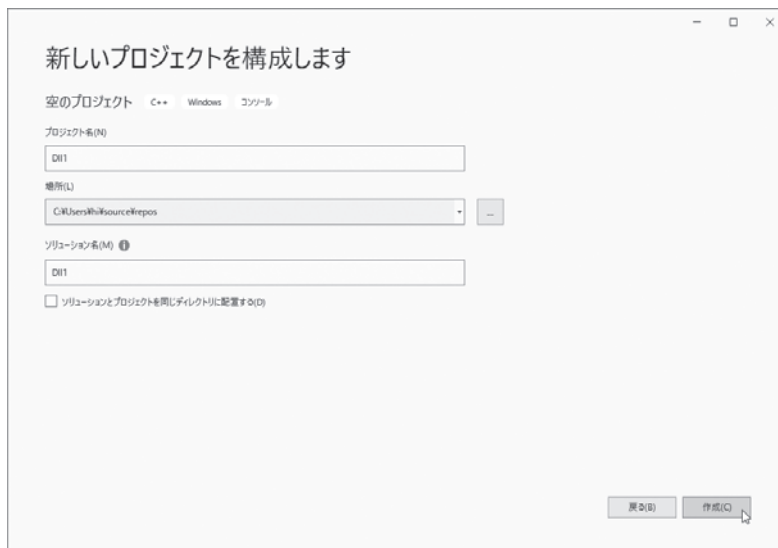 新しいプロジェクトを構成します
空のプロジェクト C++ Windows コンソール
プロジェクト名(N)
Dll1
場所(L)
C:¥Users¥hi¥source¥repos
...
ソリューション名(M)
Dll1
ソリューションとプロジェクトを同じディレクトリに配置する(D)
戻る(B) 作成(C)